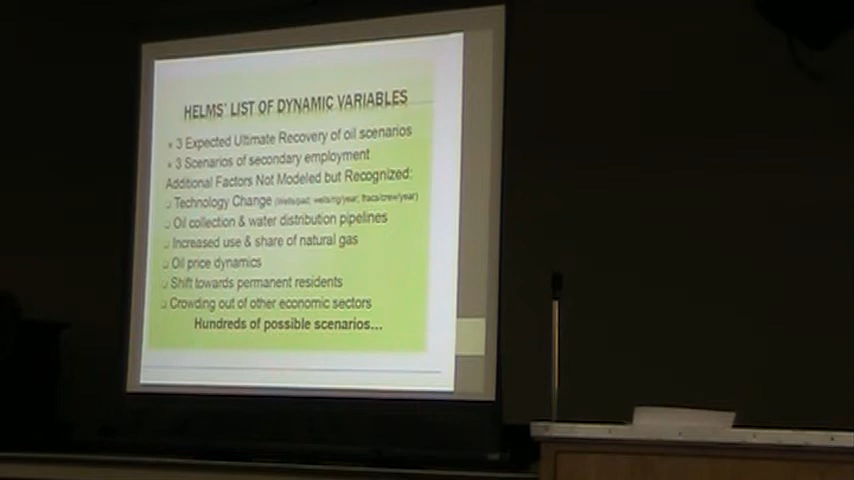 HELMS' LIST OF DYNAMIC VARIABLES
3 Expected Ultimate Recovery of oil scenarios
3 Scenarios of secondary employment
Additional Factors Not Modeled but Recognized:
Technology Change (Wells/pad; wells/rig/year; fracs/crew/year)
Oil collection & water distribution pipelines
Increased use & share of natural gas
Oil price dynamics
Shift towards permanent residents
Crowding out of other economic sectors
Hundreds of possible scenarios...